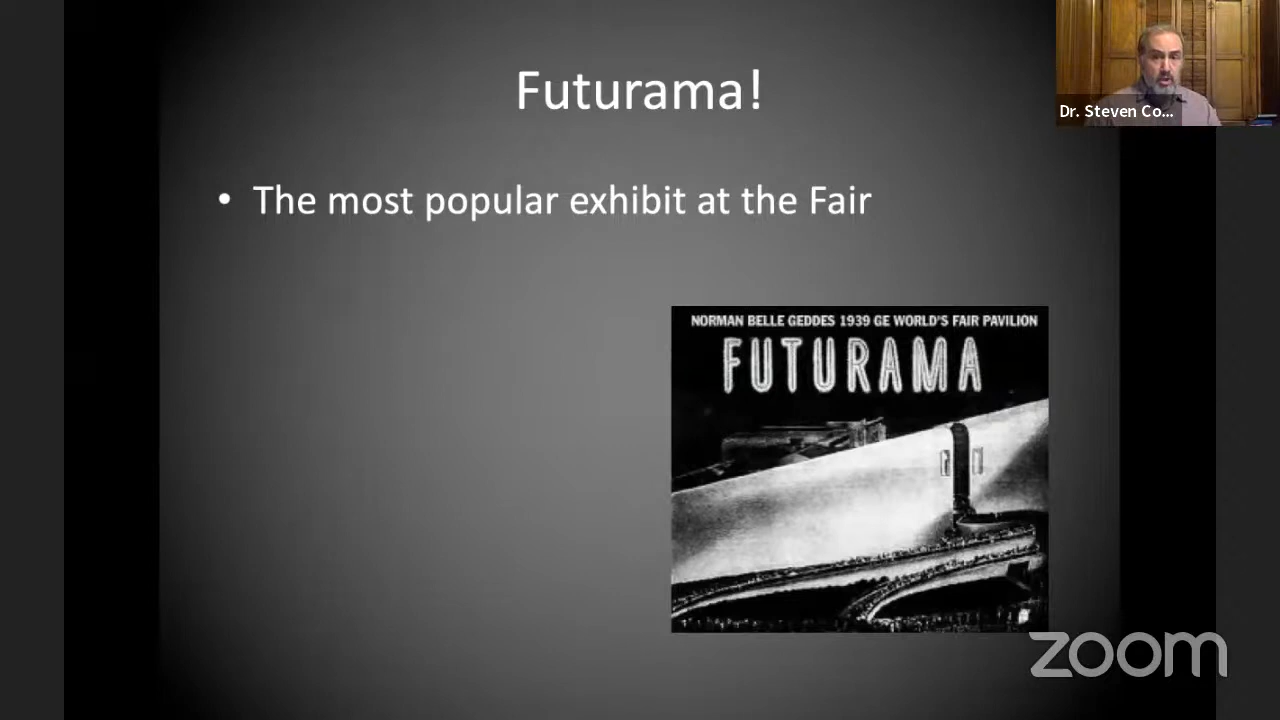 Futurama!
• The most popular exhibit at the Fair
NORMAN BELLE GEDDES 1939 GE WORLD'S FAIR PAVILION
FUTURAMA
Dr. Steven Co...
zoom